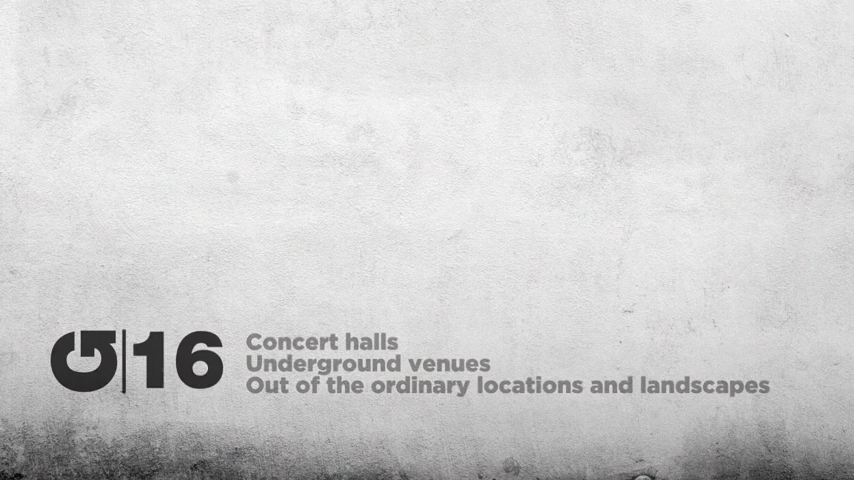 G|16
Concert halls
Underground venues
Out of the ordinary locations and landscapes